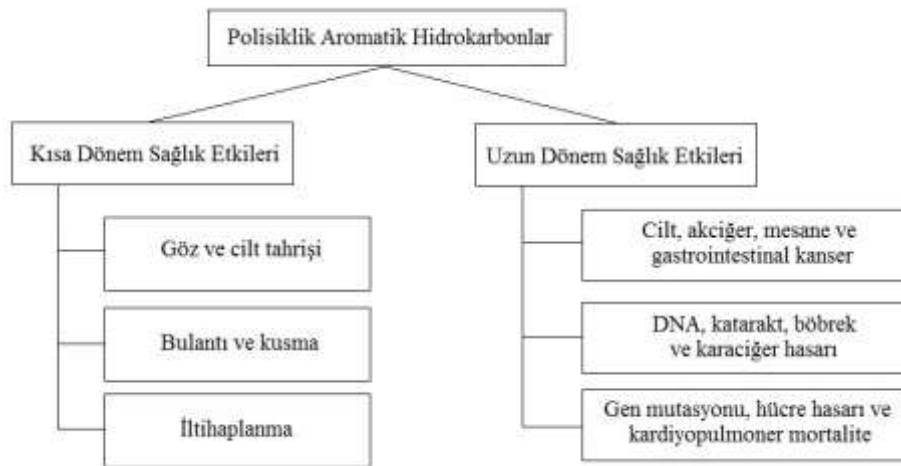 Polisiklik Aromatik Hidrokarbonlar
Kısa Dönem Sağlık Etkileri
Göz ve cilt tahrişi
Bulantı ve kusma
İltihaplanma
Uzun Dönem Sağlık Etkileri
Cilt, akciğer, mesane ve
gastrointestinal kanser
DNA, katarakt, böbrek
ve karaciğer hasarı
Gen mutasyonu, hücre hasarı ve
kardiyopulmoner mortalite